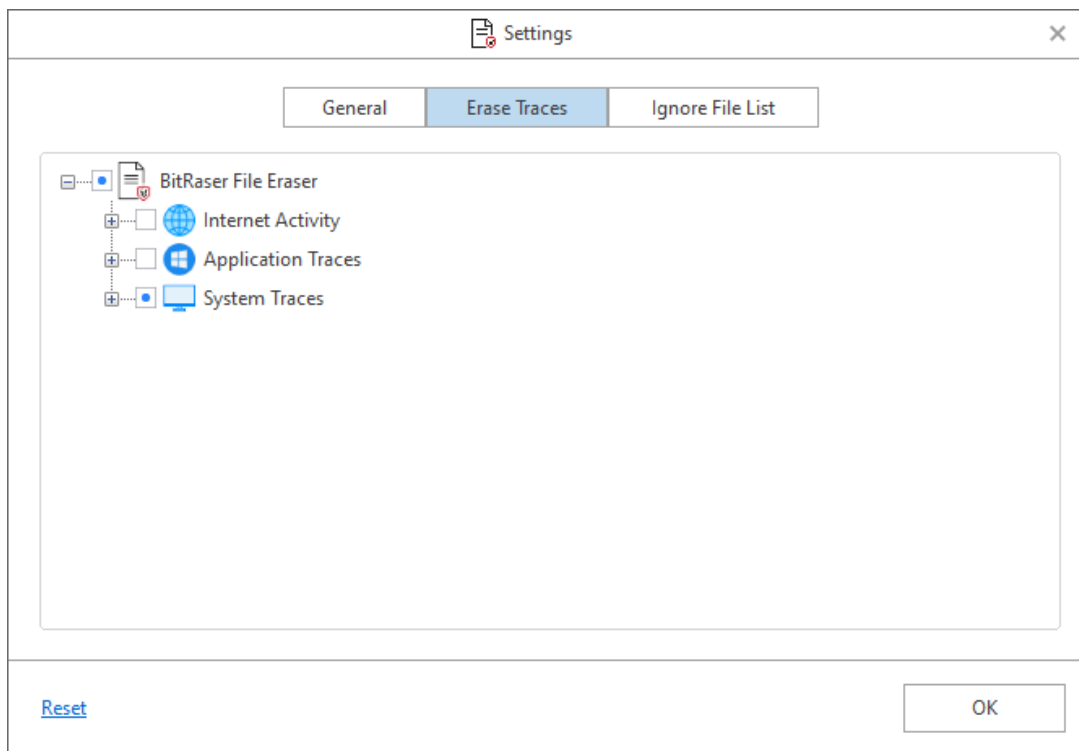 Settings
General Erase Traces Ignore File List
BitRaser File Eraser
Internet Activity
Application Traces
System Traces
Reset OK